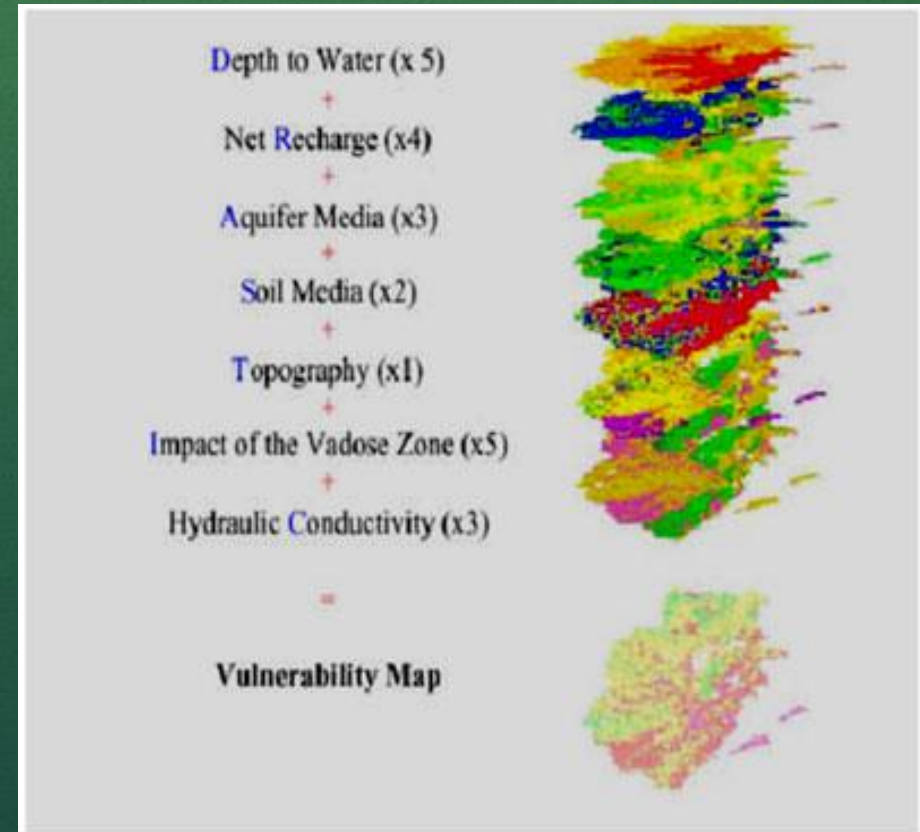 Depth to Water (x 5)
+
Net Recharge (x4)
+
Aquifer Media (x3)
+
Soil Media (x2)
+
Topography (x1)
+
Impact of the Vadose Zone (x5)
+
Hydraulic Conductivity (x3)
=
Vulnerability Map